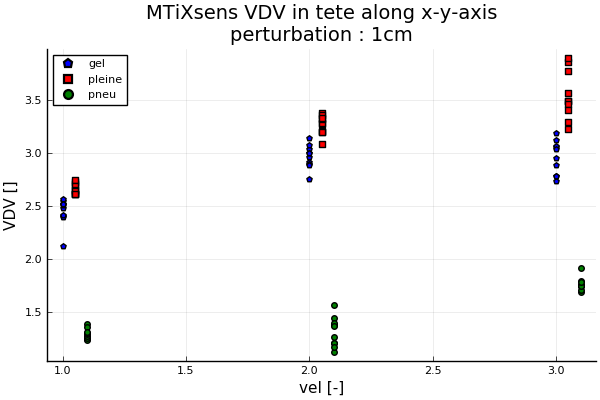 MTiXsens VDV in tete along x-y-axis
perturbation : 1cm
gel
pleine
pneu
VDV []
3.5
3.0
2.5
2.0
1.5
1.0 1.5 2.0 2.5 3.0
vel [-]